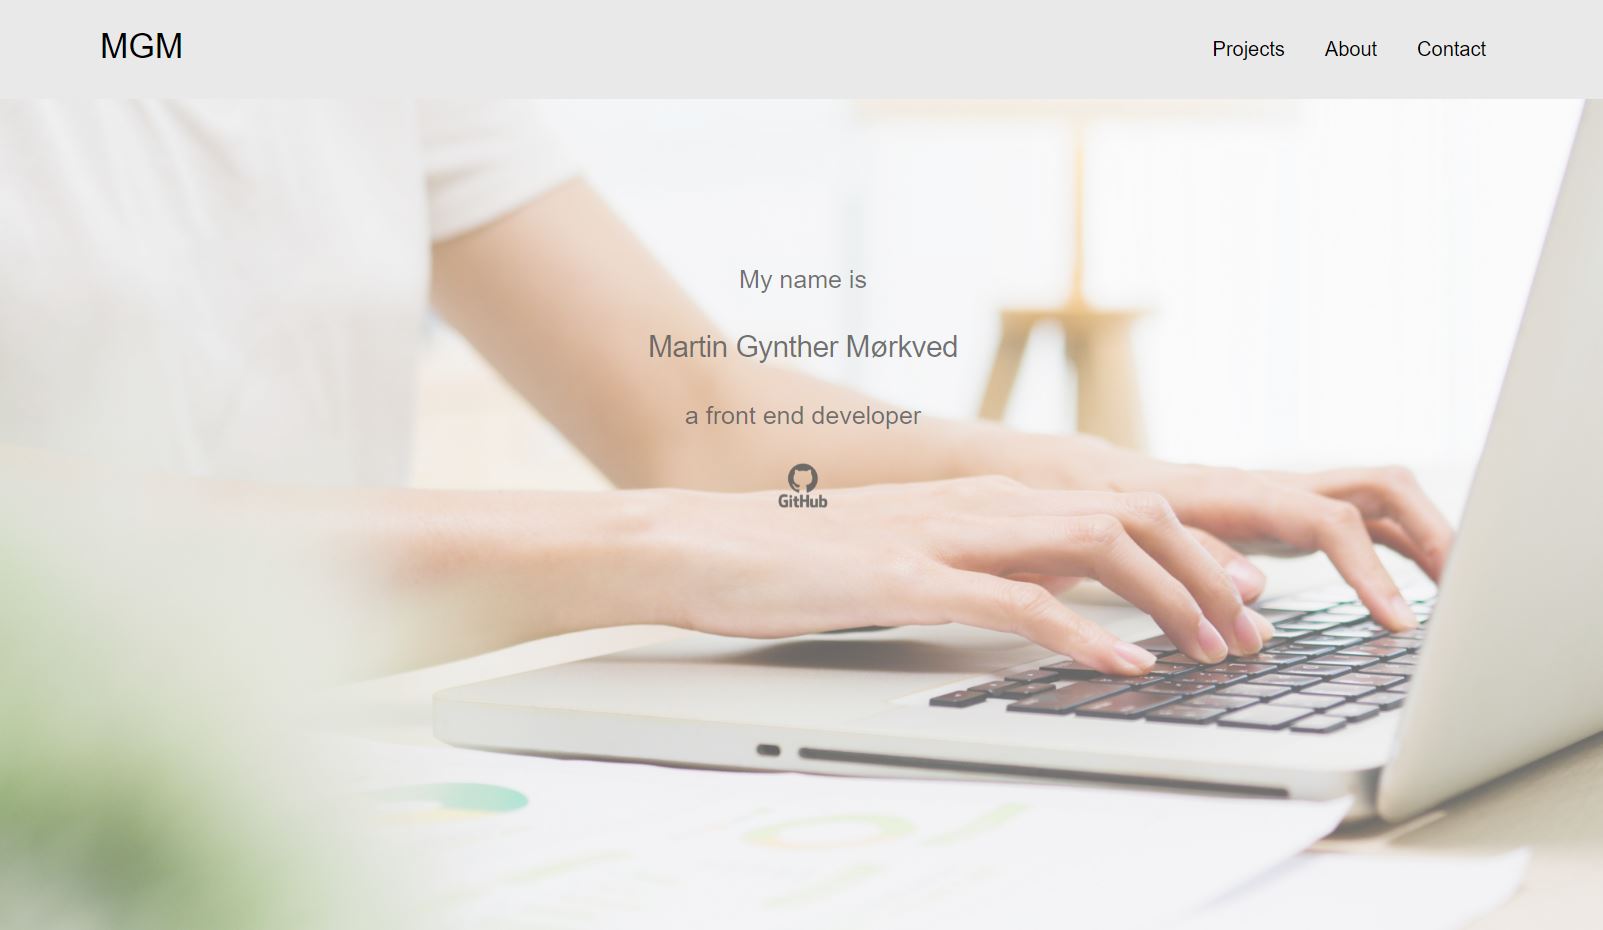 MGM
Projects About Contact
My name is
Martin Gynther Mørkved
a front end developer
GitHub